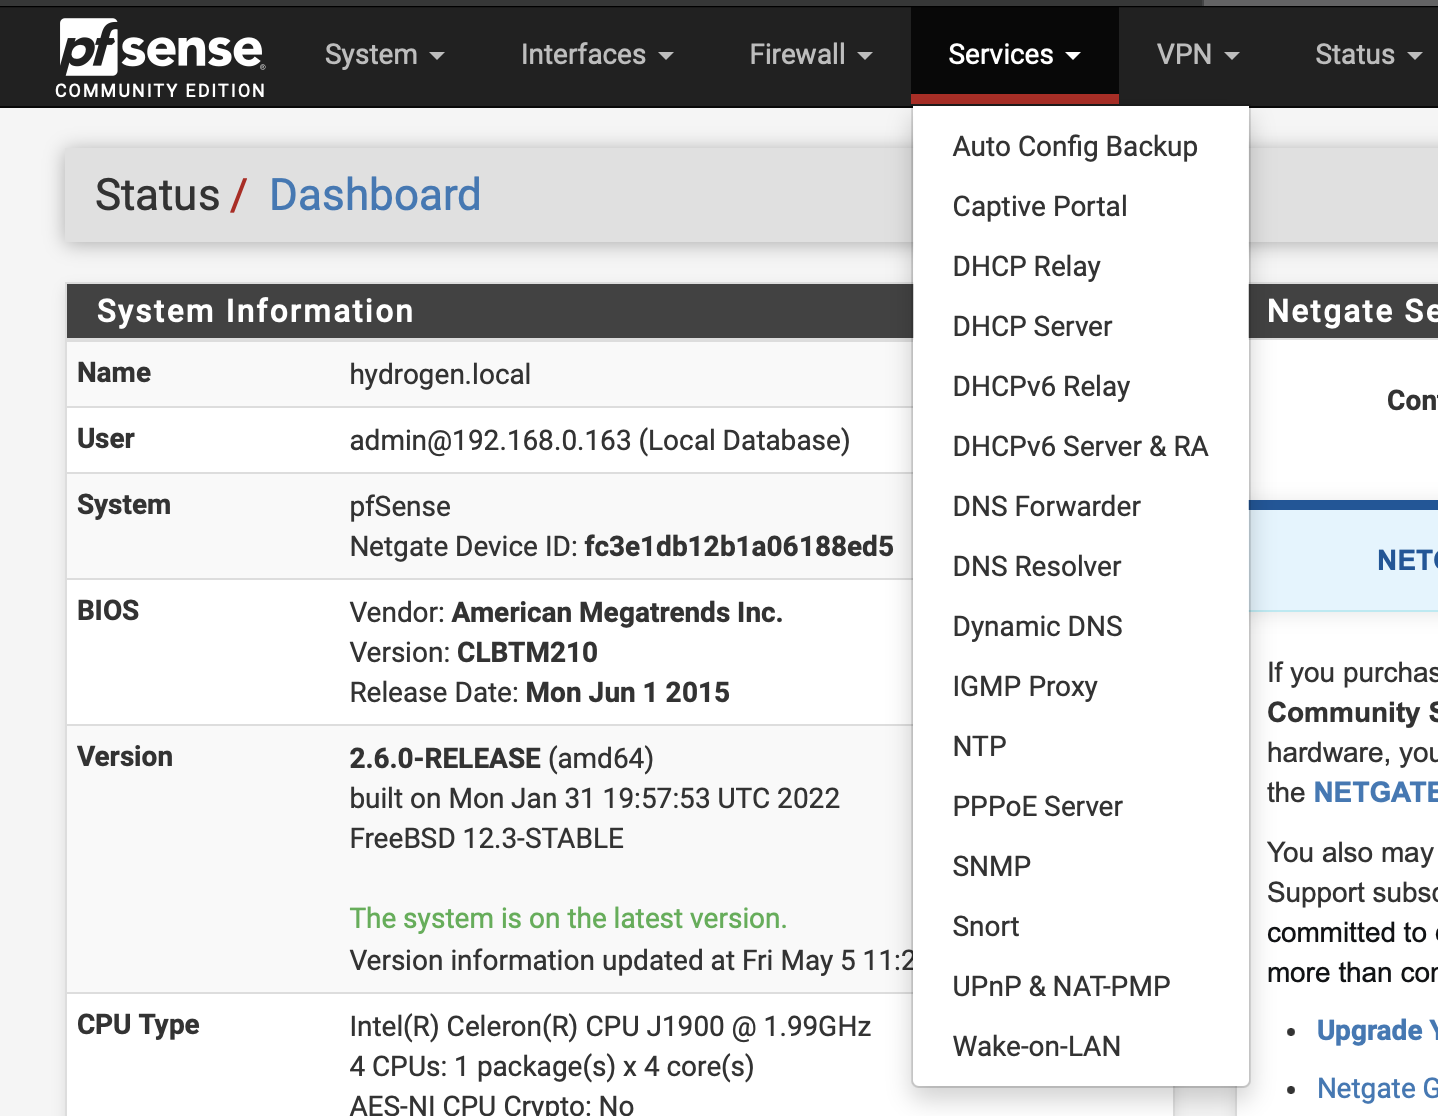 pfsense
COMMUNITY EDITION
System
Interfaces
Firewall
Services
VPN
Status
Auto Config Backup
Captive Portal
DHCP Relay
DHCP Server
DHCPv6 Relay
DHCPv6 Server & RA
DNS Forwarder
DNS Resolver
Dynamic DNS
IGMP Proxy
NTP
PPPoE Server
SNMP
Snort
UPnP & NAT-PMP
Wake-on-LAN
Status / Dashboard
System Information
Name hydrogen.local
User admin@192.168.0.163 (Local Database)
System pfSense
Netgate Device ID: fc3e1db12b1a06188ed5
BIOS Vendor: American Megatrends Inc.
Version: CLBTM210
Release Date: Mon Jun 1 2015
Version 2.6.0-RELEASE (amd64)
built on Mon Jan 31 19:57:53 UTC 2022
FreeBSD 12.3-STABLE
The system is on the latest version.
Version information updated at Fri May 5 11:2
CPU Type Intel(R) Celeron(R) CPU J1900 @ 1.99GHz
4 CPUs: 1 package(s) x 4 core(s)
AES-NI CPU Crypto: No
Netgate Se
Con
NETG
If you purchas
Community S
hardware, you
the NETGATE
You also may
Support subsc
committed to
more than con
Upgrade Y
Netgate G